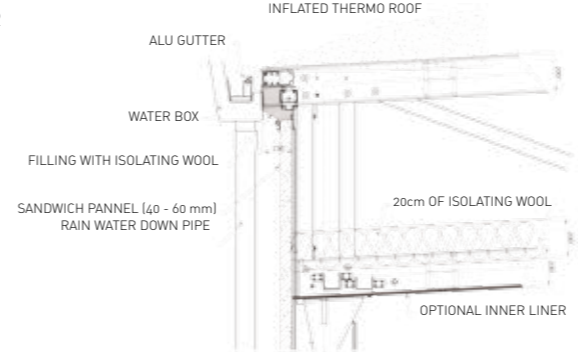 INFLATED THERMO ROOF
ALU GUTTER
WATER BOX
FILLING WITH ISOLATING WOOL
SANDWICH PANNEL (40 - 60 mm)
RAIN WATER DOWN PIPE
20cm OF ISOLATING WOOL
OPTIONAL INNER LINER